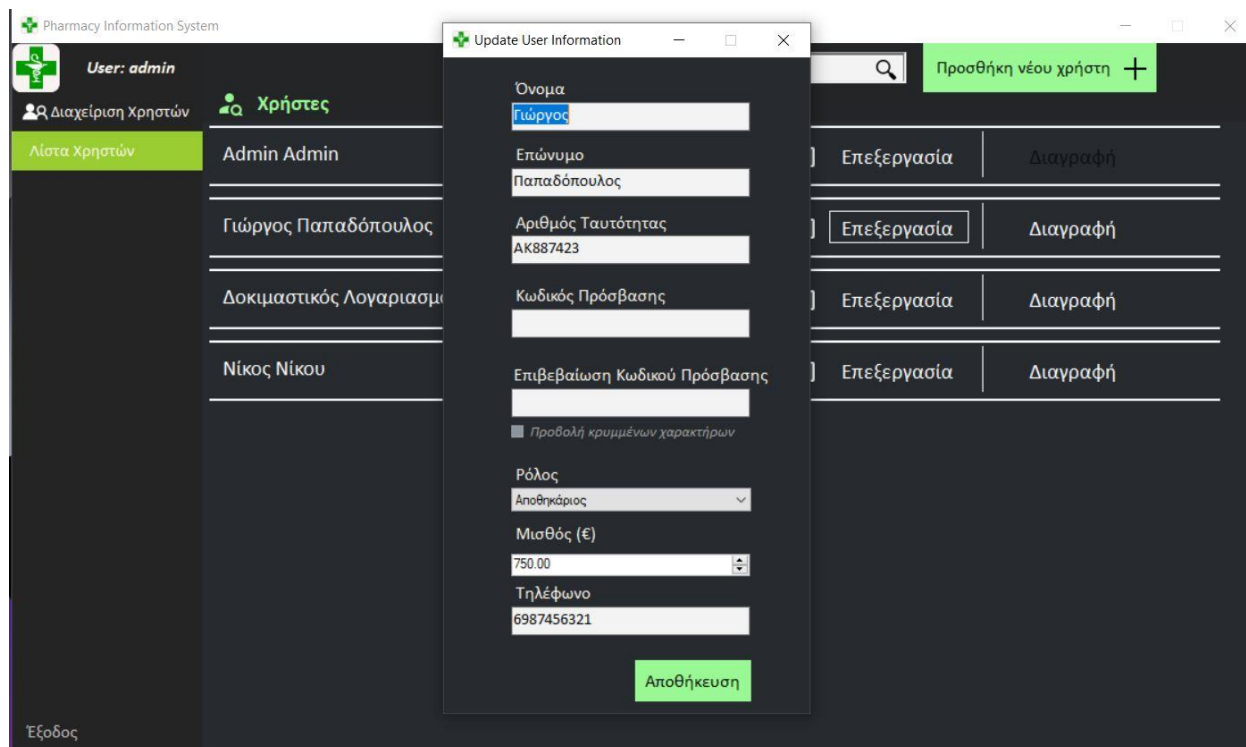 Pharmacy Information System
User: admin
Διαχείριση Χρηστών
Λίστα Χρηστών
Έξοδος
Χρήστες
Προσθήκη νέου χρήστη
Admin Admin
Επεξεργασία
Διαγραφή
Γιώργος Παπαδόπουλος
Επεξεργασία
Διαγραφή
Δοκιμαστικός
Επεξεργασία
Διαγραφή
Νίκος Νίκου
Επεξεργασία
Διαγραφή
Update User Information
Όνομα
Γιώργος
Επώνυμο
Παπαδόπουλος
Αριθμός Ταυτότητας
ΑΚ887423
Κωδικός Πρόσβασης
Επιβεβαίωση Κωδικού Πρόσβασης
Προβολή κρυμμένων χαρακτήρων
Ρόλος
Αποθηκάριος
Μισθός (€)
750.00
Τηλέφωνο
6987456321
Αποθήκευση